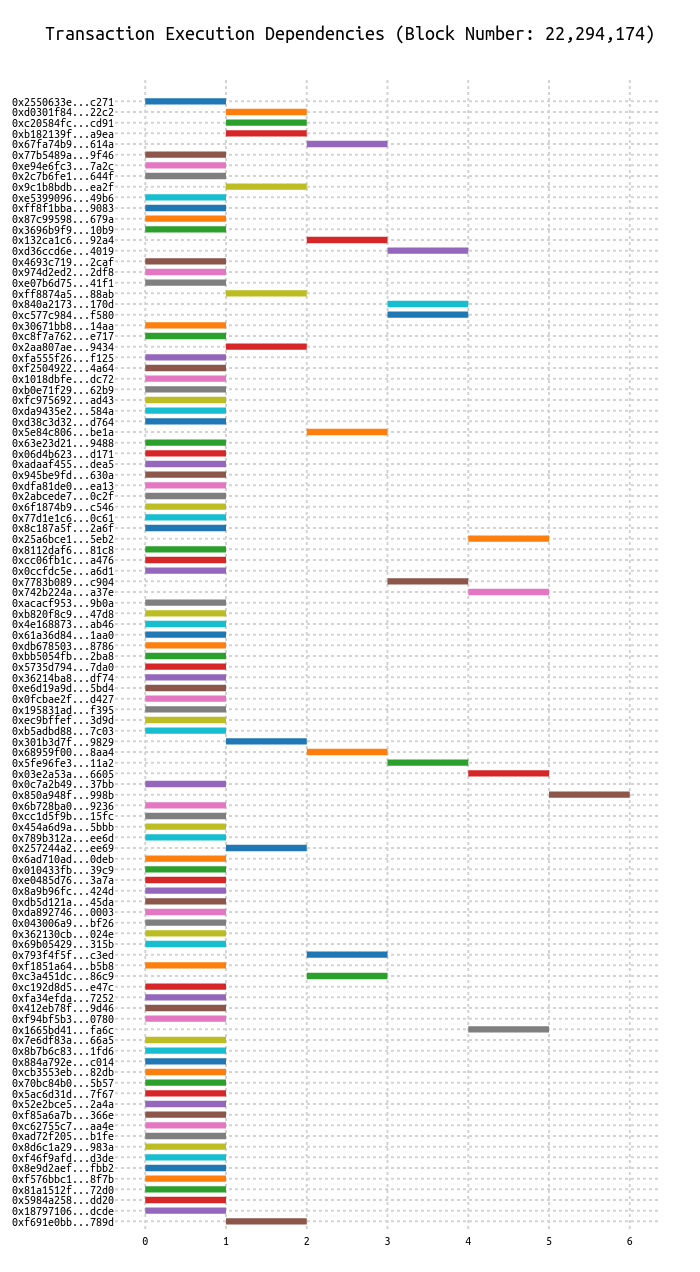 Transaction Execution Dependencies (Block Number: 22,294,174)
0x2550633e...c271
0xd0301f84...22c2
0xc20584fc...cd91
0xb182139f...a9ea
0x67fa74b9...614a
0x77b5489a...9f46
0xe94e6fc3...7a2c
0x2c7b6fe1...644f
0x9c1b8bdb...ea2f
0xe5399096...49b6
0xff8f1bba...9083
0x87c99598...679a
0x3696b9f9...10b9
0x132ca1c6...92a4
0xd36ccd6e...4019
0x4693c719...2caf
0x974d2ed2...2df8
0xe07b6d75...41f1
0xff8874a5...88ab
0x840a2173...170d
0xc577c984...f580
0x30671bb8...14aa
0xc8f7a762...e717
0x2aa807ae...9434
0xfa555f26...f125
0xf2504922...4a64
0x1018dbfe...dc72
0xb0e71f29...62b9
0xfc975692...ad43
0xda9435e2...584a
0xd38c3d32...d764
0x5e84c806...be1a
0x63e23d21...9488
0x06d4b623...d171
0xadaaf455...dea5
0x945be9fd...630a
0xdfa81de0...ea13
0x2abcede7...0c2f
0x6f1874b9...c546
0x77d1e1c6...0c61
0x8c187a5f...2a6f
0x25a6bce1...5eb2
0x8112daf6...81c8
0xcc06fb1c...a476
0x0ccfdc5e...a6d1
0x7783b089...c904
0x742b224a...a37e
0xacacf953...9b0a
0xb820f8c9...47d8
0x4e168873...ab46
0x61a36d84...1aa0
0xdb678503...8786
0xbb5054fb...2ba8
0x5735d794...7da0
0x36214ba8...df74
0xe6d19a9d...5bd4
0x0fcbae2f...d427
0x195831ad...f395
0xec9bffef...3d9d
0xb5adbd88...7c03
0x301b3d7f...9829
0x68959f00...8aa4
0x5fe96fe3...11a2
0x03e2a53a...6605
0x0c7a2b49...37bb
0x850a948f...998b
0x6b728ba0...9236
0xcc1d5f9b...15fc
0x454a6d9a...5bbb
0x789b312a...ee6d
0x257244a2...ee69
0x6ad710ad...0deb
0x010433fb...39c9
0xe0485d76...3a7a
0x8a9b96fc...424d
0xdb5d121a...45da
0xda892746...0003
0x043006a9...bf26
0x362130cb...024e
0x69b05429...315b
0x793f4f5f...c3ed
0xf1851a64...b5b8
0xc3a451dc...86c9
0xc192d8d5...e47c
0xfa34efda...7252
0x412eb78f...9d46
0xf94bf5b3...0780
0x1665bd41...fa6c
0x7e6df83a...66a5
0x8b7b6c83...1fd6
0x884a792e...c014
0xcb3553eb...82db
0x70bc84b0...5b57
0x5ac6d31d...7f67
0x52e2bce5...2a4a
0xf85a6a7b...366e
0xc62755c7...aa4e
0xad72f205...b1fe
0x8d6c1a29...983a
0xf46f9afd...d3de
0x8e9d2aef...fbb2
0xf576bbc1...8f7b
0x81a1512f...72d0
0x5984a258...dd20
0x18797106...dcde
0xf691e0bb...789d
0 1 2 3 4 5 6